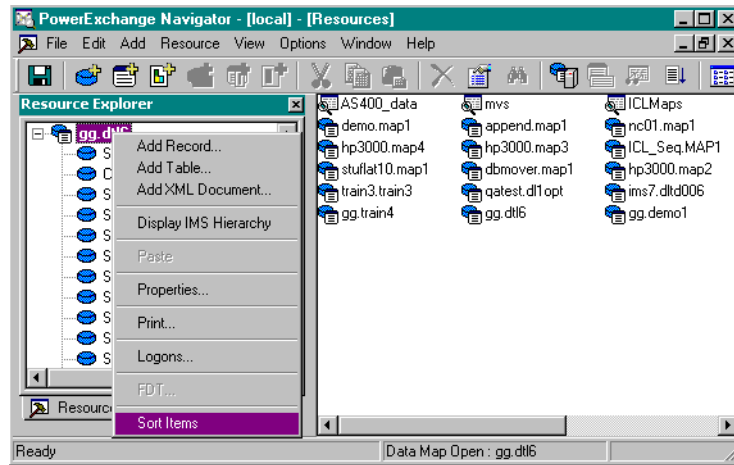 PowerExchange Navigator - [local] - [Resources]
File Edit Add Resource View Options Window Help
Resource Explorer
gg.dtl6
S
C
S
S
S
S
S
S
S
S
S
Add Record...
Add Table...
Add XML Document...
Display IMS Hierarchy
Paste
Properties...
Print...
Logons...
FDT...
Sort Items
Resourc
AS400_data mvs ICLMaps
demo.map1 append.map1 nc01.map1
hp3000.map4 hp3000.map3 ICL_Seq.MAP1
stuflat10.map1 dbmover.map1 hp3000.map2
train3.train3 qatest.dl1opt ims7.dltd006
gg.train4 gg.dtl6 gg.demo1
Ready Data Map Open : gg.dtl6